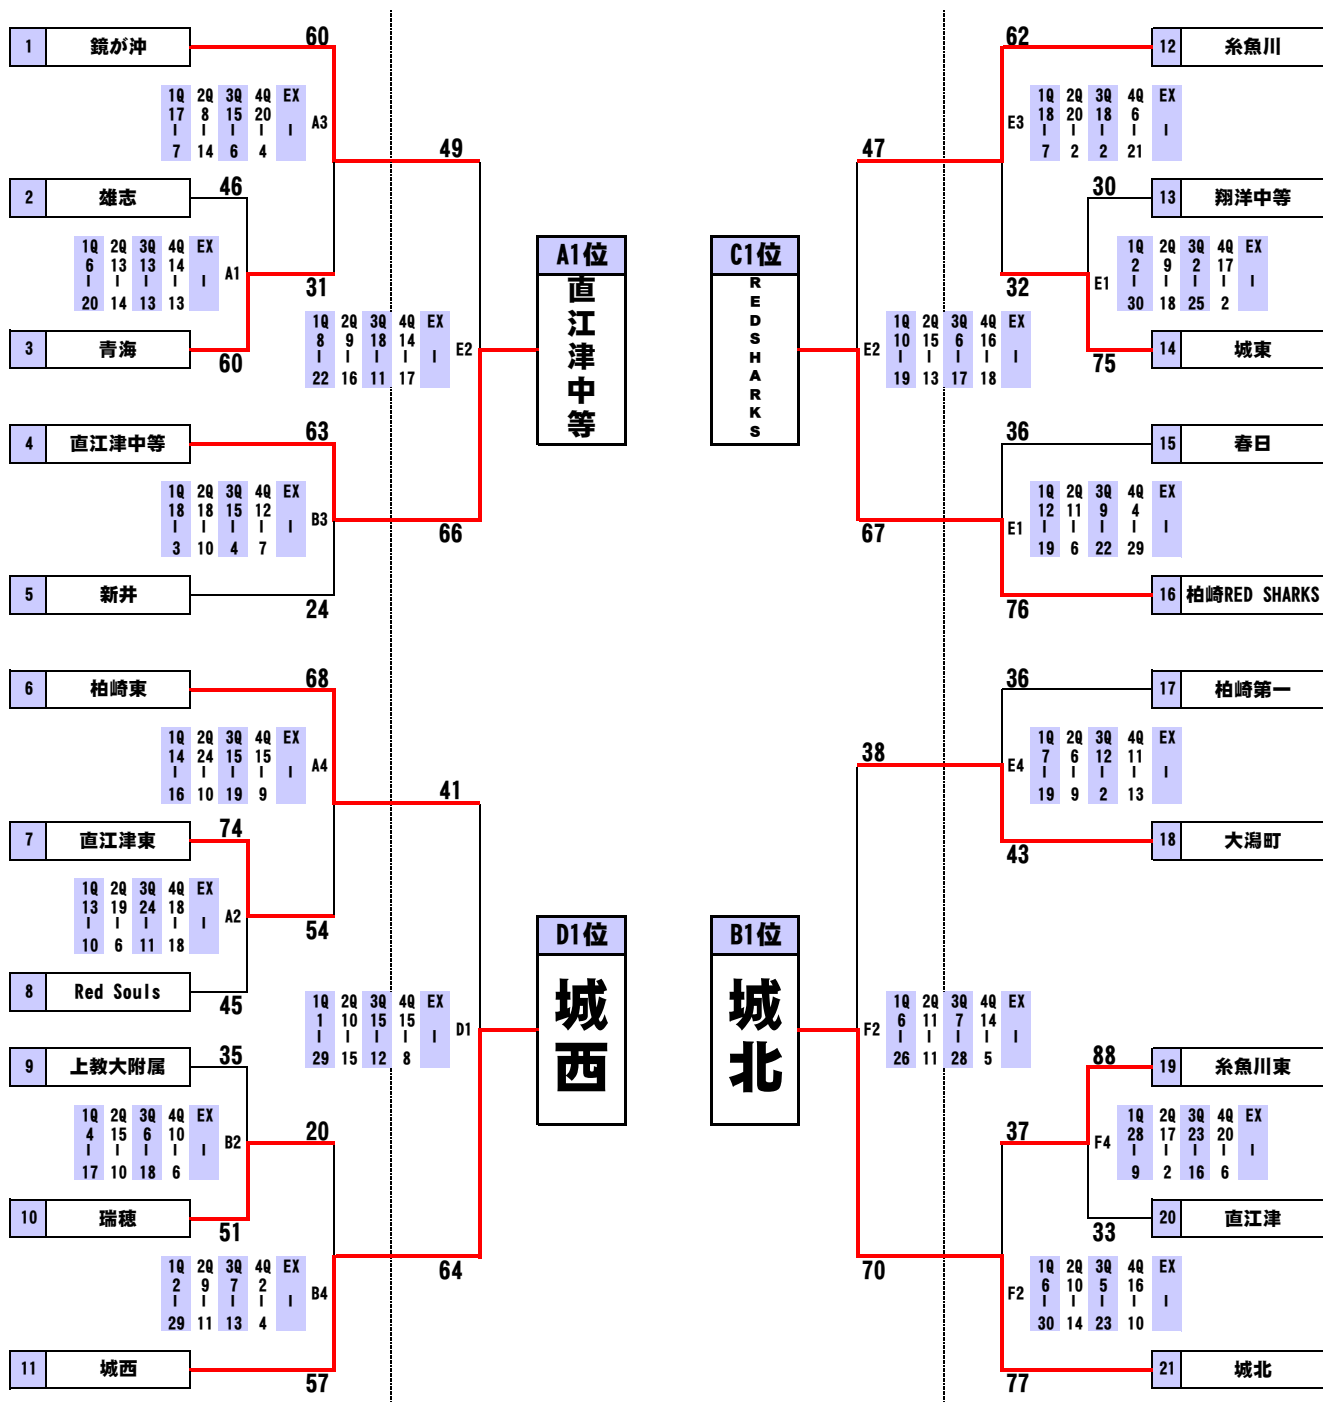 1 鏡が沖
60
1Q 2Q 3Q 4Q EX
17 8 15 20
7 14 6 4
A3
2 雄志
46
1Q 2Q 3Q 4Q EX
6 13 13 14
20 14 13 13
A1
3 青海
60
31
49
4 直江津中等
63
1Q 2Q 3Q 4Q EX
18 18 15 12
3 10 4 7
B3
5 新井
24
66
1Q 2Q 3Q 4Q EX
8 9 18 14
22 16 11 17
E2
A1位
直江津中等
6 柏崎東
68
1Q 2Q 3Q 4Q EX
14 24 15 15
16 10 19 9
A4
7 直江津東
74
1Q 2Q 3Q 4Q EX
13 19 24 18
10 6 11 18
A2
8 Red Souls
45
54
41
9 上教大附属
35
1Q 2Q 3Q 4Q EX
4 15 6 10
17 10 18 6
B2
10 瑞穂
51
20
1Q 2Q 3Q 4Q EX
2 9 7 2
29 11 13 4
B4
11 城西
57
64
1Q 2Q 3Q 4Q EX
1 10 15 15
29 15 12 8
D1
D1位
城西
62
12 糸魚川
1Q 2Q 3Q 4Q EX
18 20 18 6
7 2 2 21
E3
30
13 翔洋中等
1Q 2Q 3Q 4Q EX
2 9 2 17
30 18 25 2
E1
75
14 城東
32
47
36
15 春日
1Q 2Q 3Q 4Q EX
12 11 9 4
19 6 22 29
E1
76
16 柏崎RED SHARKS
67
1Q 2Q 3Q 4Q EX
10 15 6 16
19 13 17 18
E2
C1位
REDSHARKS
36
17 柏崎第一
1Q 2Q 3Q 4Q EX
7 6 12 11
19 9 2 13
E4
43
18 大潟町
38
88
19 糸魚川東
1Q 2Q 3Q 4Q EX
28 17 23 20
9 2 16 6
F4
33
20 直江津
37
1Q 2Q 3Q 4Q EX
6 10 5 16
30 14 23 10
F2
77
21 城北
70
1Q 2Q 3Q 4Q EX
6 11 7 14
26 11 28 5
F2
B1位
城北